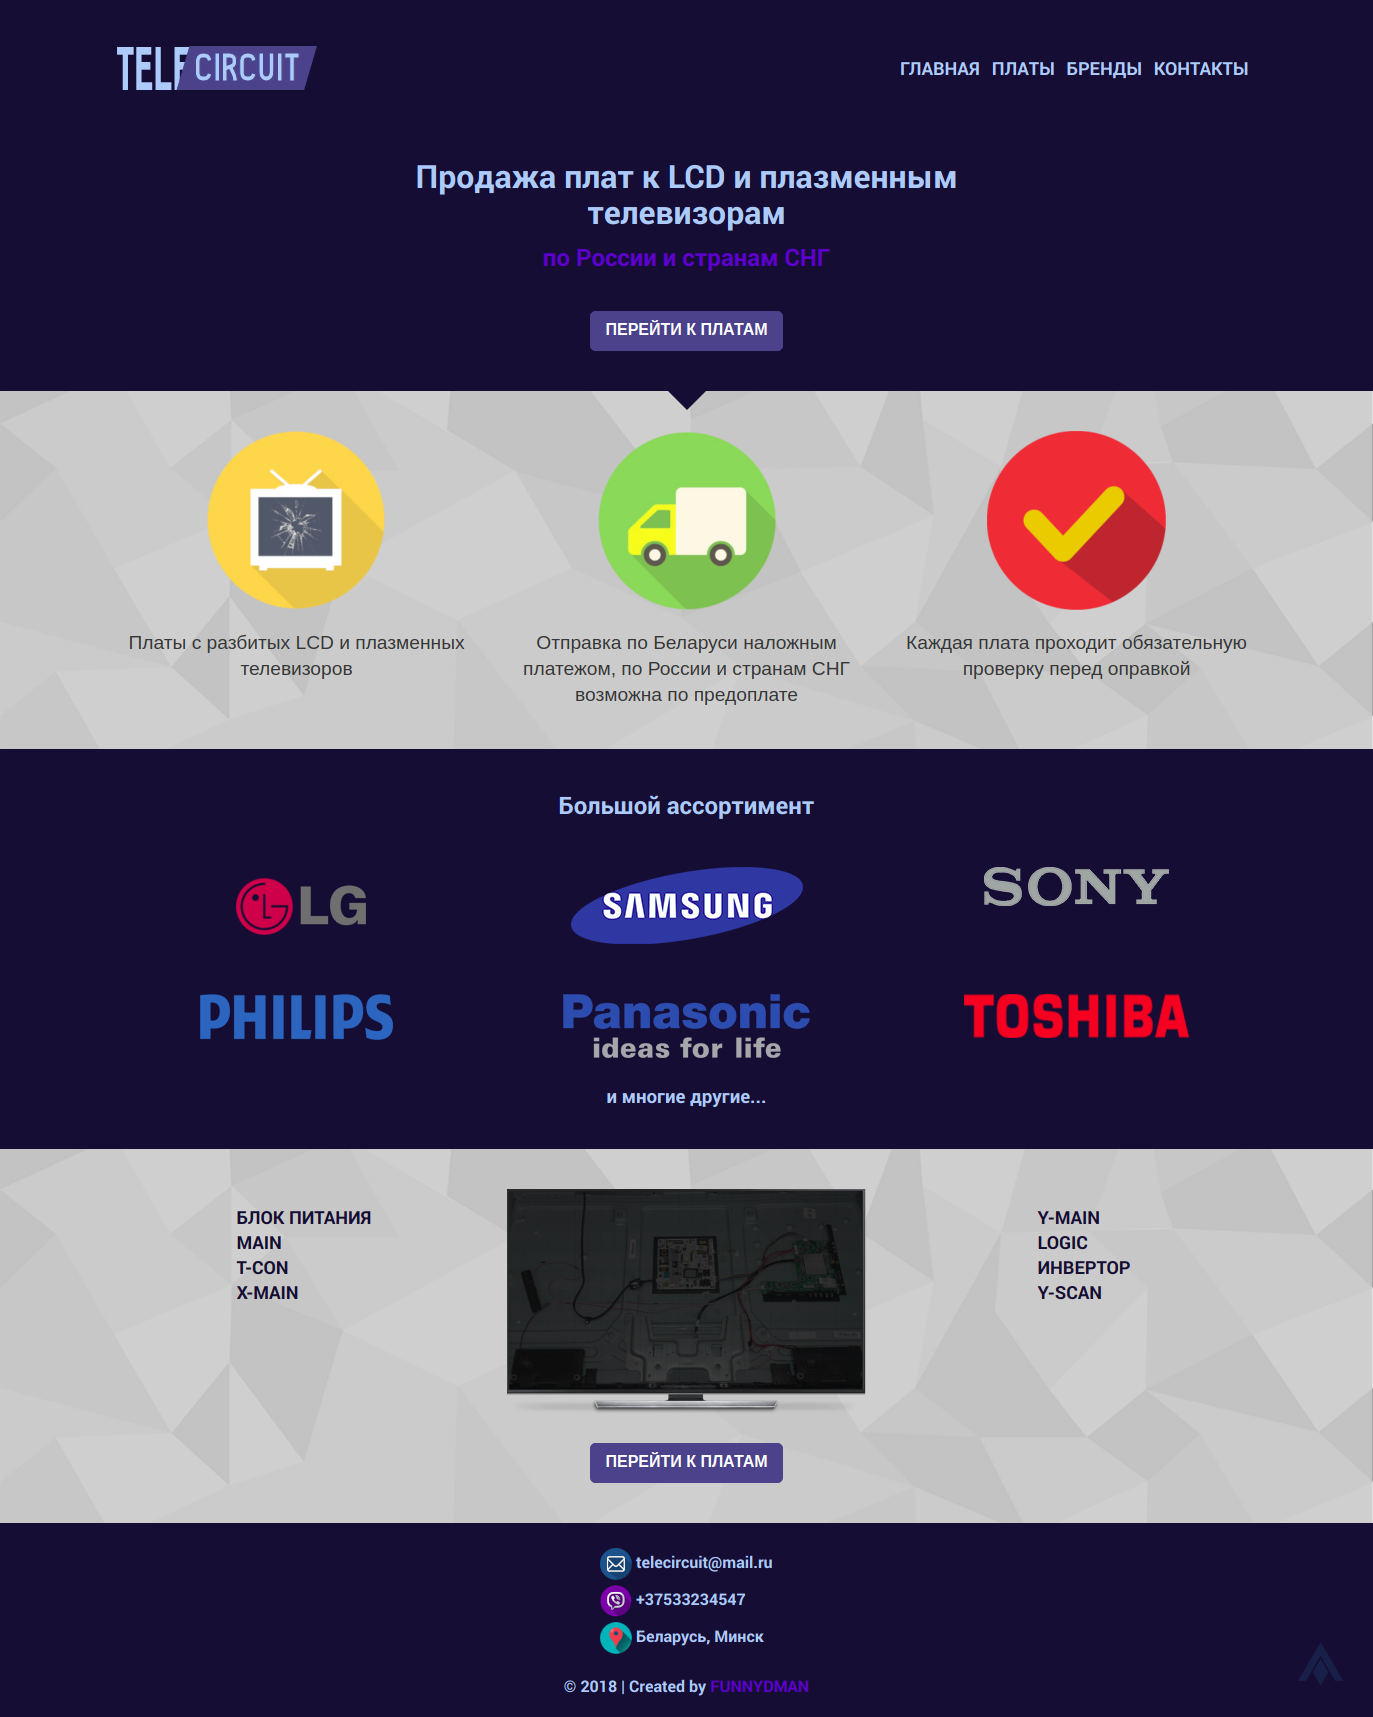 TELECIRCUIT
ГЛАВНАЯ ПЛАТЫ БРЕНДЫ КОНТАКТЫ
Продажа плат к LCD и плазменным
телевизорам
по России и странам СНГ
ПЕРЕЙТИ К ПЛАТАМ
Платы с разбитых LCD и плазменных
телевизоров
Отправка по Беларуси наложным
платежом, по России и странам СНГ
возможна по предоплате
Каждая плата проходит обязательную
проверку перед оправкой
Большой ассортимент
LG
SAMSUNG
SONY
PHILIPS
Panasonic
ideas for life
TOSHIBA
и многие другие...
БЛОК ПИТАНИЯ
MAIN
T-CON
X-MAIN
Y-MAIN
LOGIC
ИНВЕРТОР
Y-SCAN
ПЕРЕЙТИ К ПЛАТАМ
telecircuit@mail.ru
+37533234547
Беларусь, Минск
© 2018 | Created by FUNNYDMAN